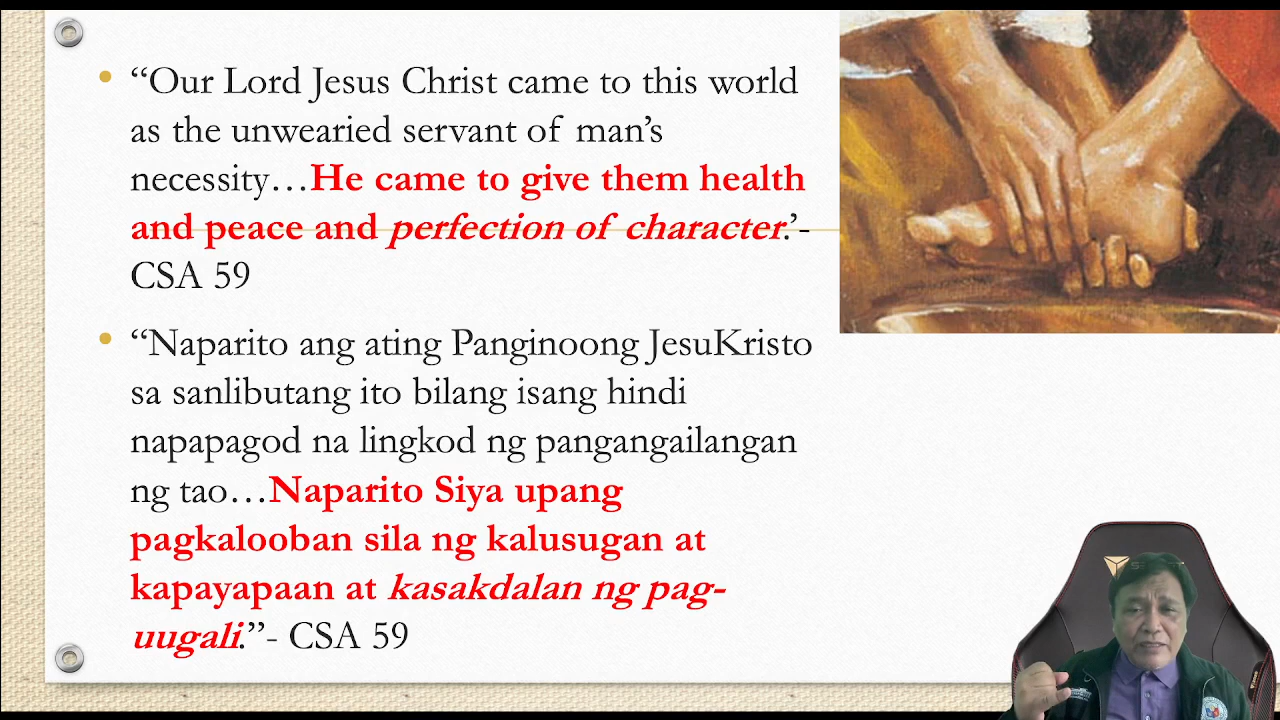 “Our Lord Jesus Christ came to this world
as the unwearied servant of man’s
necessity…He came to give them health
and peace and perfection of character.’-
CSA 59
“Naparito ang ating Panginoong JesuKristo
sa sanlibutang ito bilang isang hindi
napapagod na lingkod ng pangangailangan
ng tao…Naparito Siya upang
pagkalooban sila ng kalusugan at
kapayapaan at kasakdalan ng pag-
uugali.”- CSA 59